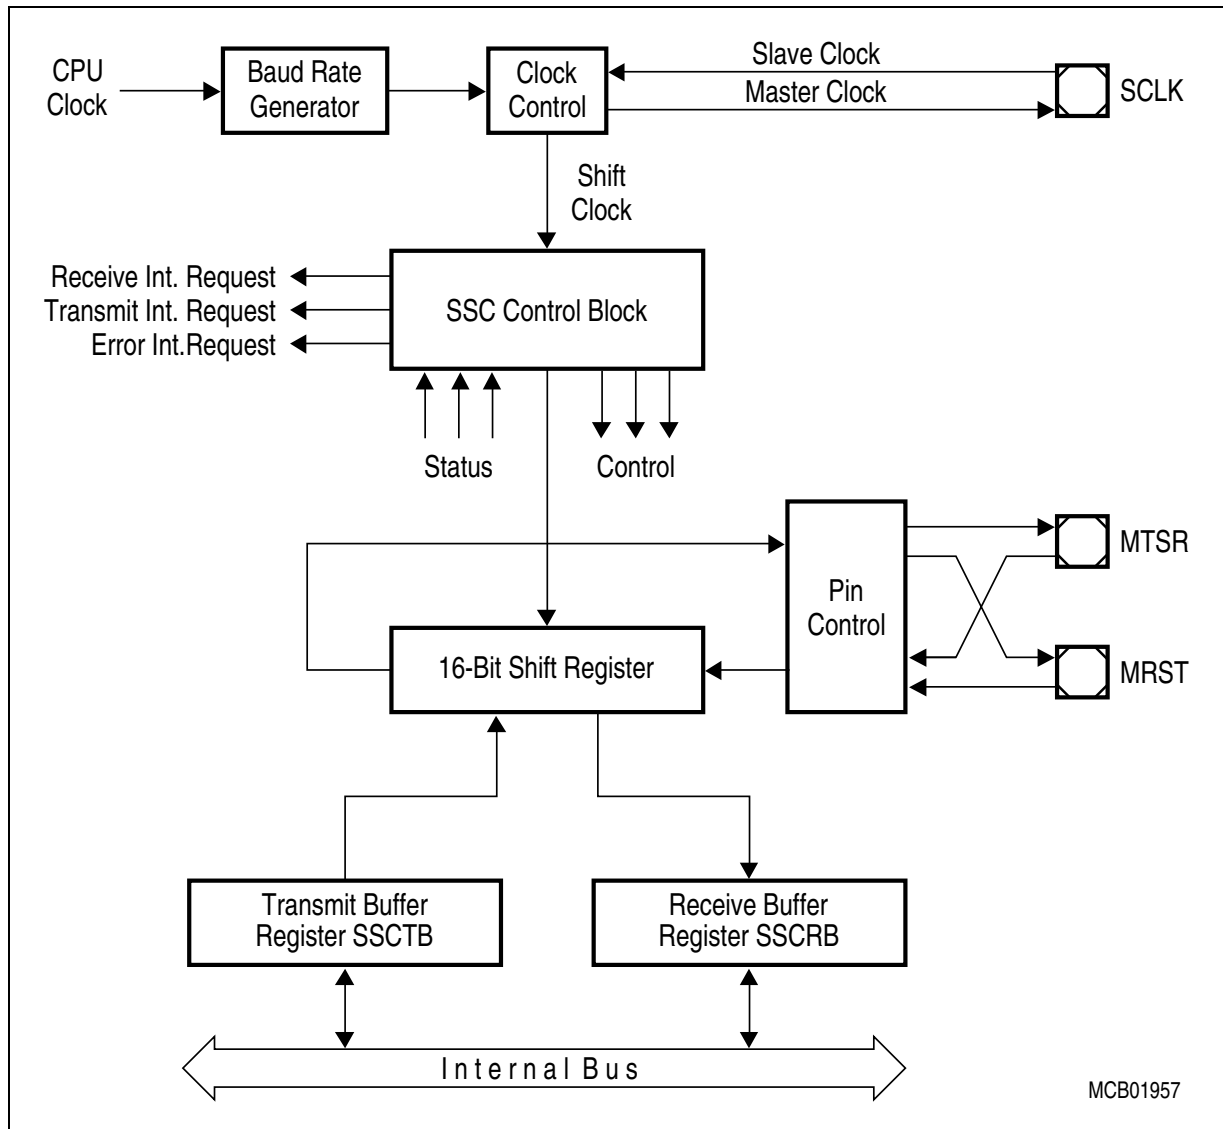 CPU
Clock
Baud Rate
Generator
Clock
Control
Slave Clock
Master Clock
SCLK
Shift
Clock
Receive Int. Request
Transmit Int. Request
Error Int.Request
SSC Control Block
Status
Control
Pin
Control
MTSR
MRST
16-Bit Shift Register
Transmit Buffer
Register SSCTB
Receive Buffer
Register SSCRB
Internal Bus
MCB01957